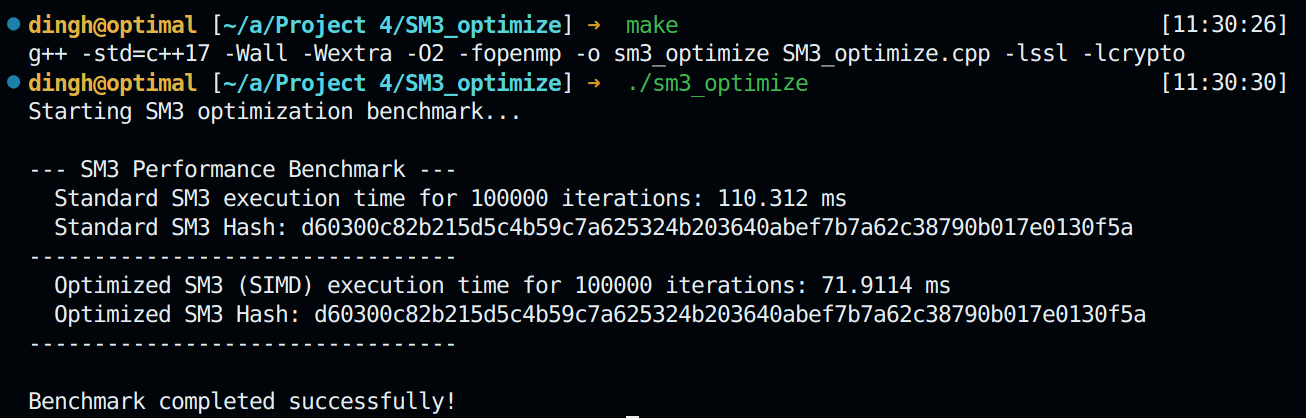 dingh@optimal [~/a/Project 4/SM3_optimize] → make [11:30:26]
g++ -std=c++17 -Wall -Wextra -O2 -fopenmp -o sm3_optimize SM3_optimize.cpp -lssl -lcrypto
dingh@optimal [~/a/Project 4/SM3_optimize] → ./sm3_optimize [11:30:30]
Starting SM3 optimization benchmark...
--- SM3 Performance Benchmark ---
Standard SM3 execution time for 100000 iterations: 110.312 ms
Standard SM3 Hash: d60300c82b215d5c4b59c7a625324b203640abef7b7a62c38790b017e0130f5a
---------------------------------
Optimized SM3 (SIMD) execution time for 100000 iterations: 71.9114 ms
Optimized SM3 Hash: d60300c82b215d5c4b59c7a625324b203640abef7b7a62c38790b017e0130f5a
---------------------------------
Benchmark completed successfully!